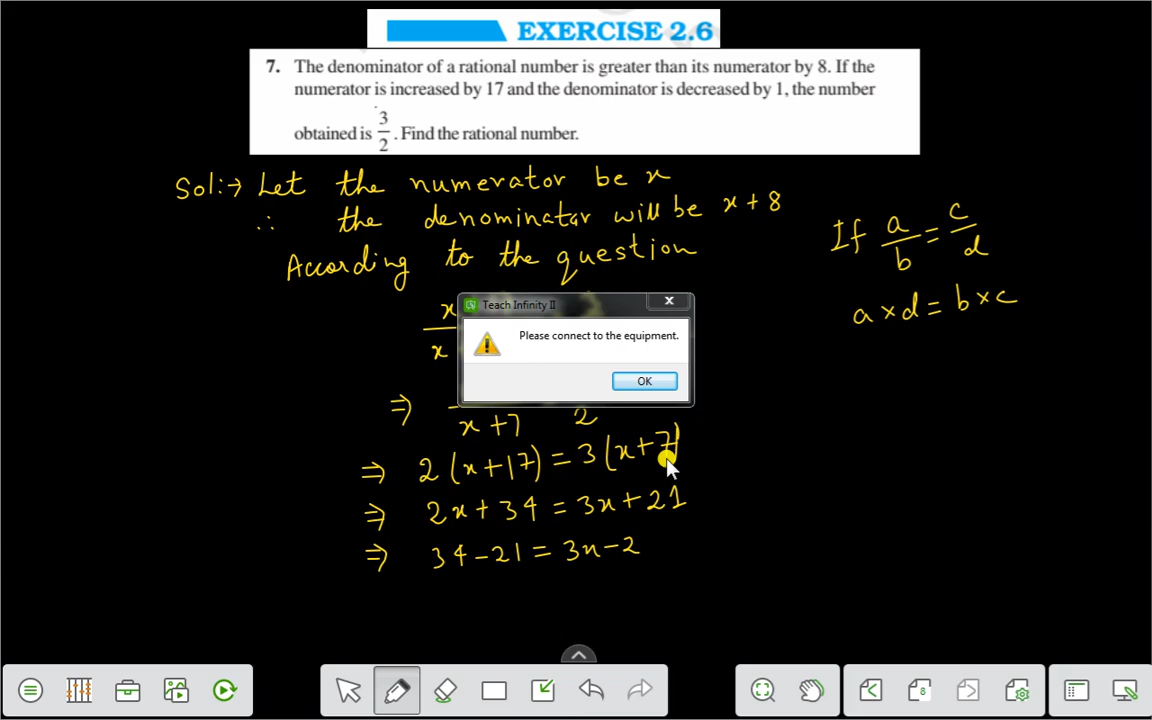 EXERCISE 2.6
7. The denominator of a rational number is greater than its numerator by 8. If the
numerator is increased by 17 and the denominator is decreased by 1, the number
obtained is 3/2. Find the rational number.
Sol:→ Let the numerator be x
∴ the denominator will be x + 8
According to the question
If a/b = c/d
a × d = b × c
x
x
Teach Infinity II
Please connect to the equipment.
OK
⇒ x + 7 2
⇒ 2 (x + 17) = 3 (x + 7)
⇒ 2x + 34 = 3x + 21
⇒ 34 - 21 = 3x - 2
8